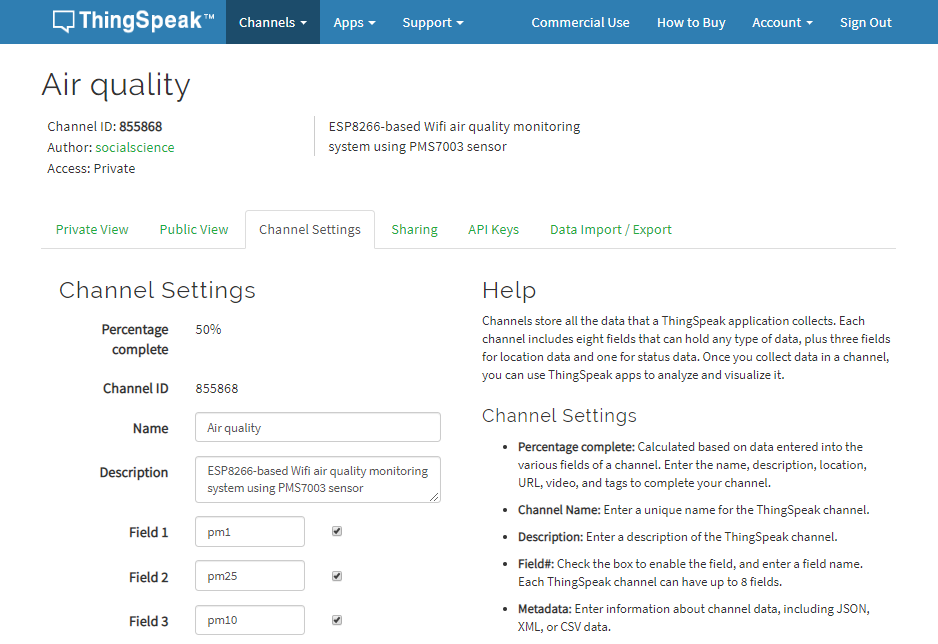 ThingSpeak™ Channels Apps Support Commercial Use How to Buy Account Sign Out
Air quality
Channel ID: 855868
Author: socialscience
Access: Private
ESP8266-based Wifi air quality monitoring
system using PMS7003 sensor
Private View Public View Channel Settings Sharing API Keys Data Import / Export
Channel Settings
Percentage
complete
50%
Channel ID 855868
Name Air quality
Description ESP8266-based Wifi air quality monitoring
system using PMS7003 sensor
Field 1 pm1
Field 2 pm25
Field 3 pm10
Help
Channels store all the data that a ThingSpeak application collects. Each
channel includes eight fields that can hold any type of data, plus three fields
for location data and one for status data. Once you collect data in a channel,
you can use ThingSpeak apps to analyze and visualize it.
Channel Settings
• Percentage complete: Calculated based on data entered into the
various fields of a channel. Enter the name, description, location,
URL, video, and tags to complete your channel.
• Channel Name: Enter a unique name for the ThingSpeak channel.
• Description: Enter a description of the ThingSpeak channel.
• Field#: Check the box to enable the field, and enter a field name.
Each ThingSpeak channel can have up to 8 fields.
• Metadata: Enter information about channel data, including JSON,
XML, or CSV data.